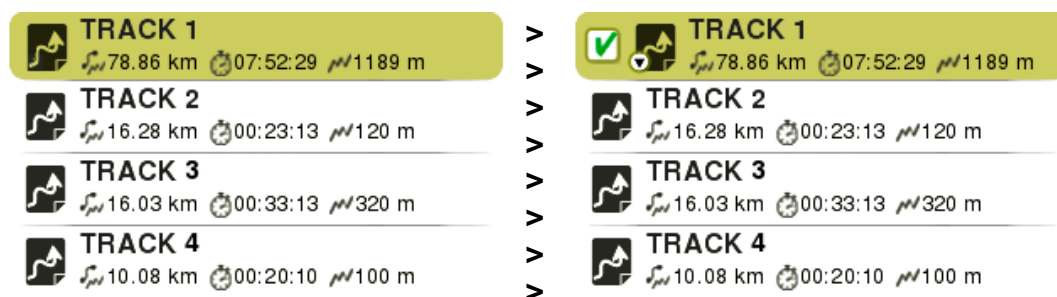 TRACK 1
78.86 km 07:52:29 1189 m
TRACK 2
16.28 km 00:23:13 120 m
TRACK 3
16.03 km 00:33:13 320 m
TRACK 4
10.08 km 00:20:10 100 m
>
>
>
>
>
>
>
>
TRACK 1
78.86 km 07:52:29 1189 m
TRACK 2
16.28 km 00:23:13 120 m
TRACK 3
16.03 km 00:33:13 320 m
TRACK 4
10.08 km 00:20:10 100 m